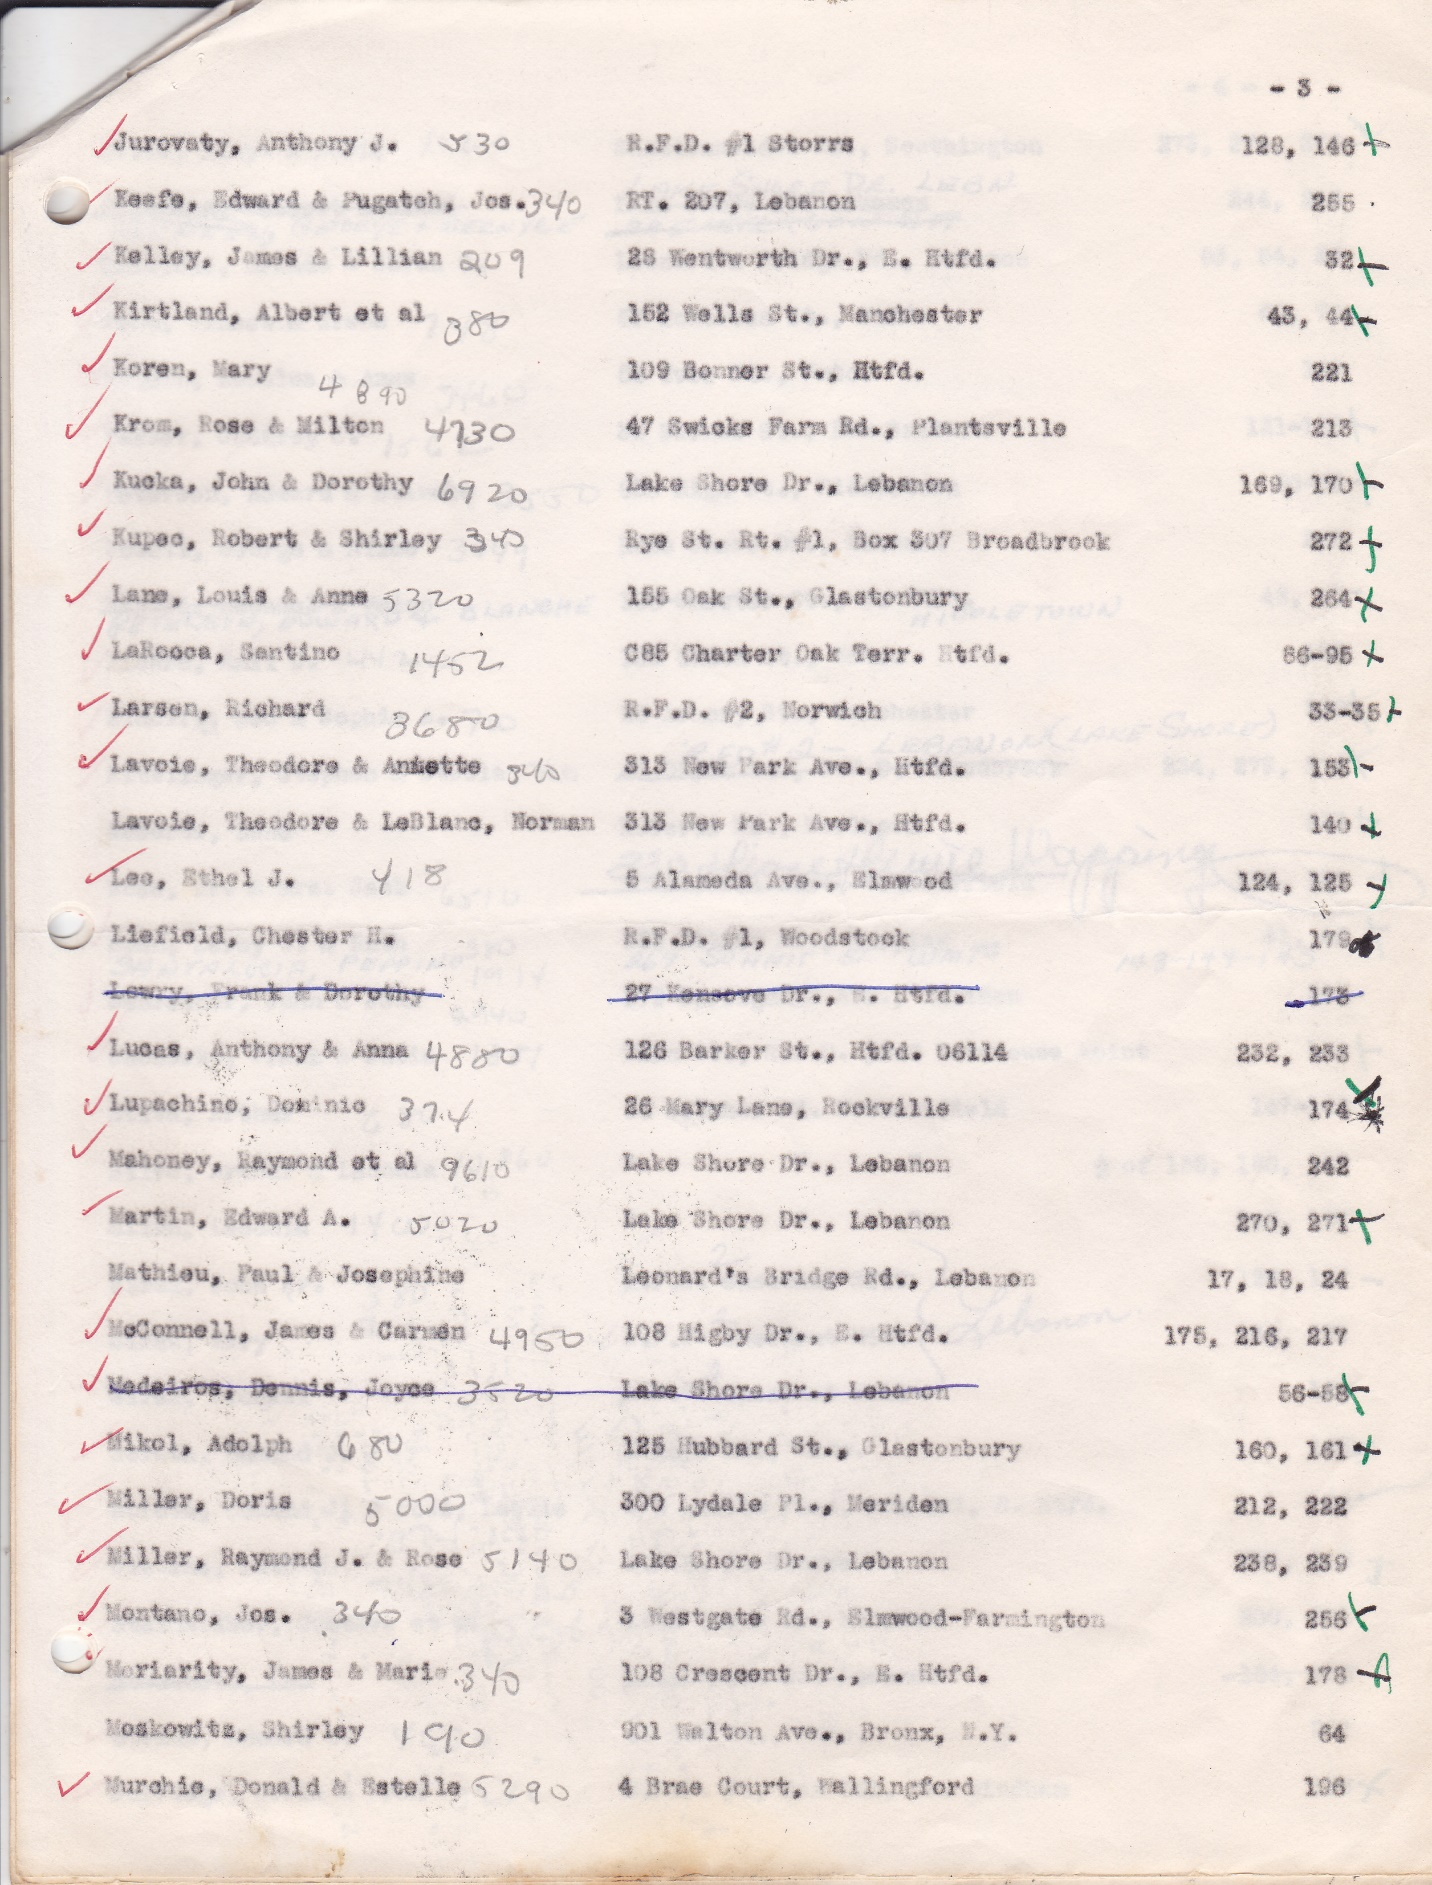 - 3 -
Jurovaty, Anthony J. 530 R.F.D. #1 Storrs 128, 146
Keefe, Edward & Pugatch, Jos. 340 RT. 207, Lebanon 255
Kelley, James & Lillian 209 28 Wentworth Dr., E. Htfd. 32
Kirtland, Albert et al 380 152 Wells St., Manchester 43, 44
Koren, Mary 4890 109 Bonner St., Htfd. 221
Krom, Rose & Milton 4730 47 Swicks Farm Rd., Plantsville 213
Kucka, John & Dorothy 6920 Lake Shore Dr., Lebanon 169, 170
Kupec, Robert & Shirley 340 Rye St. Rt. #1, Box 307 Broadbrook 272
Lane, Louis & Anne 5320 155 Oak St., Glastonbury 264
LaRocca, Santino 1452 C85 Charter Oak Terr. Htfd. 86-95
Larsen, Richard 3680 R.F.D. #2, Norwich 33-35
Lavoie, Theodore & Annette 340 313 New Park Ave., Htfd. 153
Lavoie, Theodore & LeBlanc, Norman 313 New Park Ave., Htfd. 140
Lee, Ethel J. 418 5 Alameda Ave., Elmwood 124, 125
Liefield, Chester H. R.F.D. #1, Woodstock 179
Lowry, Frank & Dorothy 27 Dr., E. Htfd. 173
Lucas, Anthony & Anna 4880 126 Barker St., Htfd. 06114 232, 233
Lupachino, Dominic 374 26 Mary Lane, Rockville 174
Mahoney, Raymond et al 9610 Lake Shore Dr., Lebanon 242
Martin, Edward A. 5020 Lake Shore Dr., Lebanon 270, 271
Mathieu, Paul & Josephine Leonard's Bridge Rd., Lebanon 17, 18, 24
McConnell, James & Carmen 4950 108 Higby Dr., E. Htfd. 175, 216, 217
Medeiros, Dennis, Joyce 3520 Lake Shore Dr., Lebanon 56-58
Mikol, Adolph 680 125 Hubbard St., Glastonbury 160, 161
Miller, Doris 5000 300 Lydale Pl., Meriden 212, 222
Miller, Raymond J. & Rose 5140 Lake Shore Dr., Lebanon 238, 239
Montano, Jos. 340 3 Westgate Rd., Elmwood-Farmington 256
Moriarity, James & Marie 340 108 Crescent Dr., E. Htfd. 178
Moskowitz, Shirley 190 901 Walton Ave., Bronx, N.Y. 64
Murchie, Donald & Estelle 5290 4 Brae Court, Wallingford 196